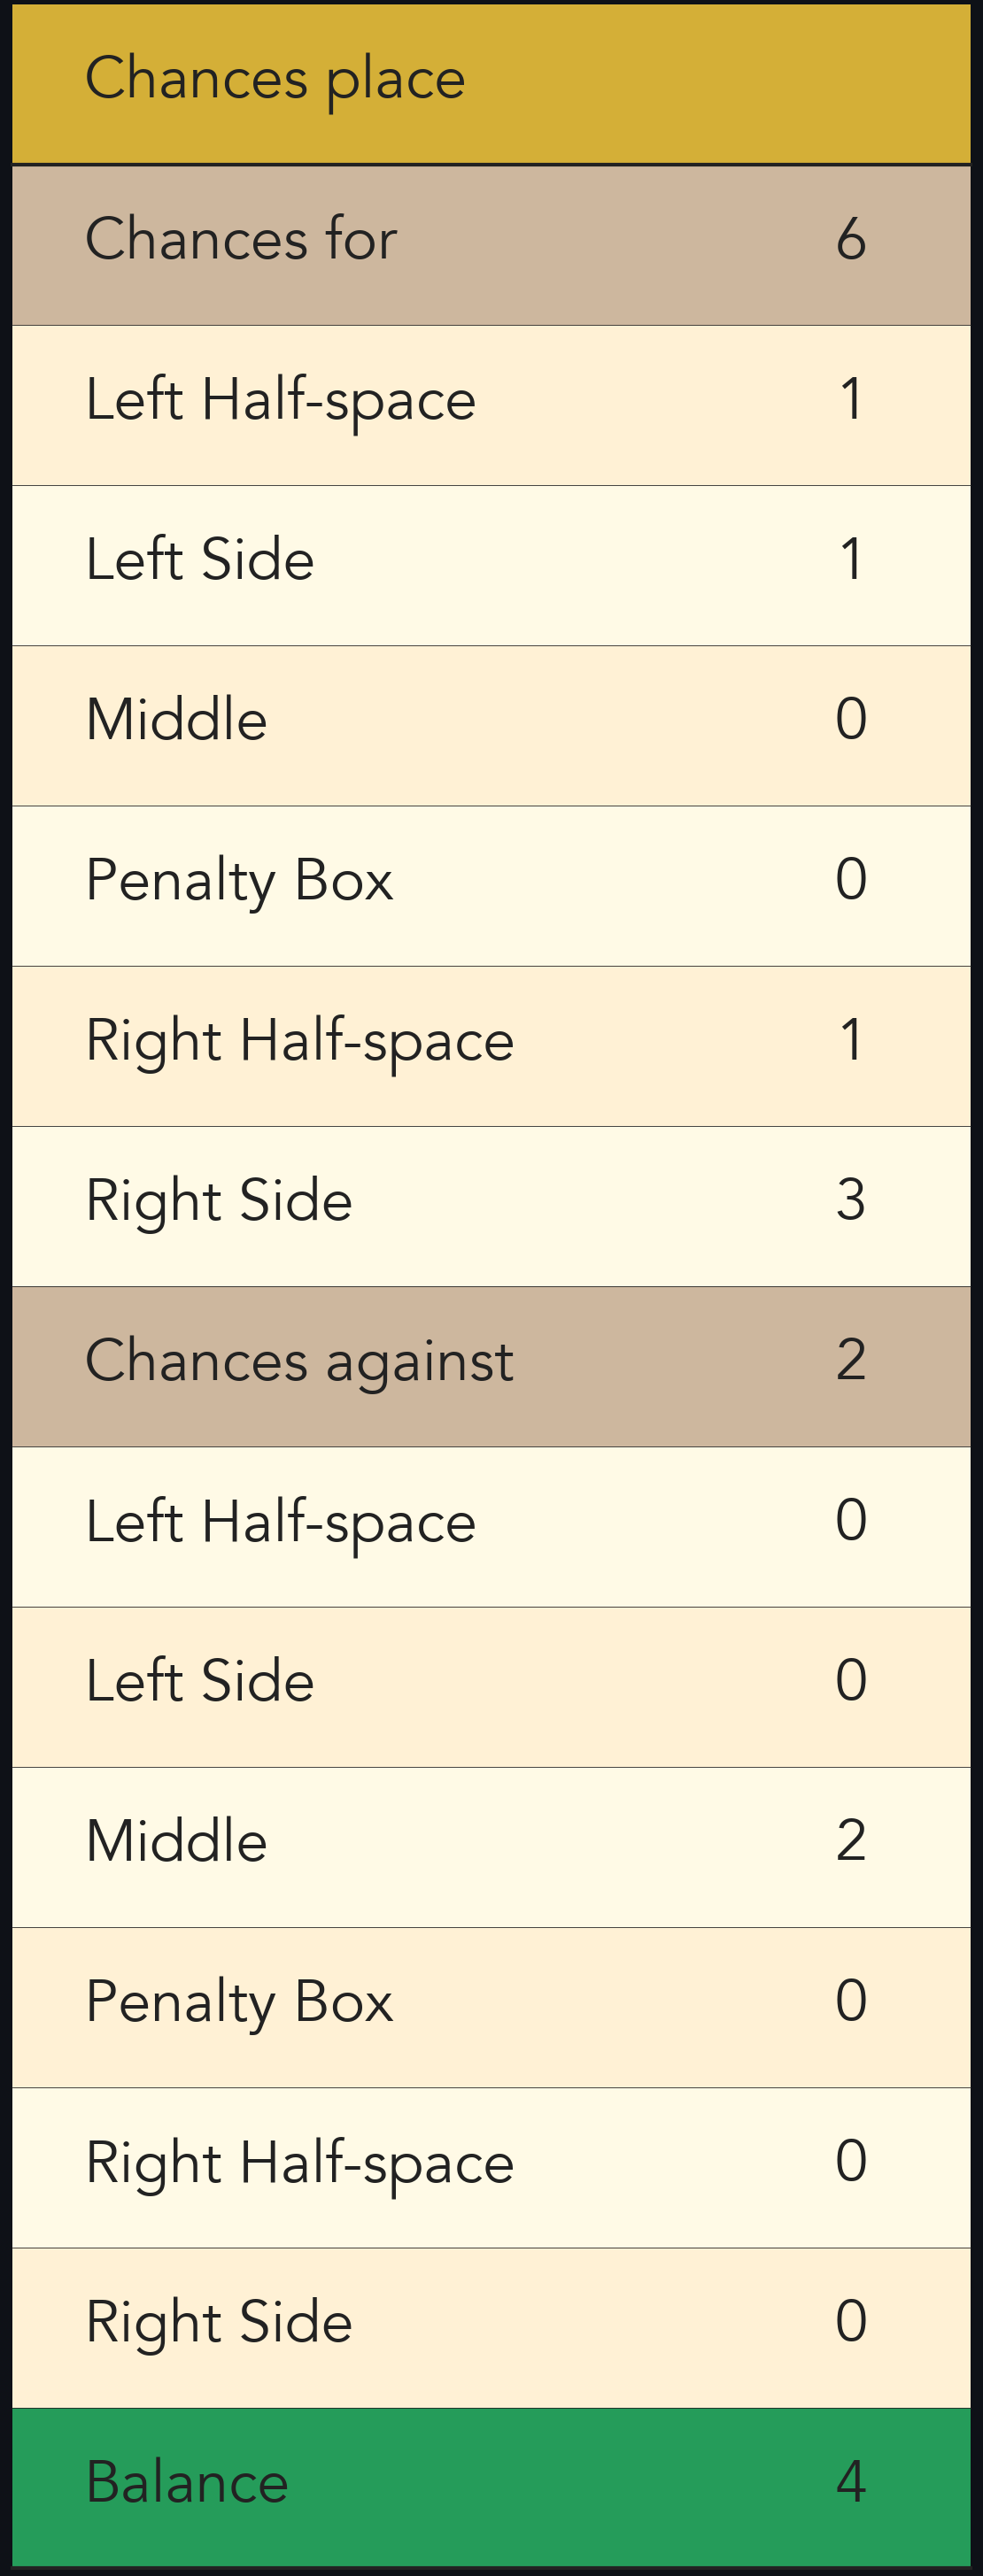 Chances place
Chances for 6
Left Half-space 1
Left Side 1
Middle 0
Penalty Box 0
Right Half-space 1
Right Side 3
Chances against 2
Left Half-space 0
Left Side 0
Middle 2
Penalty Box 0
Right Half-space 0
Right Side 0
Balance 4